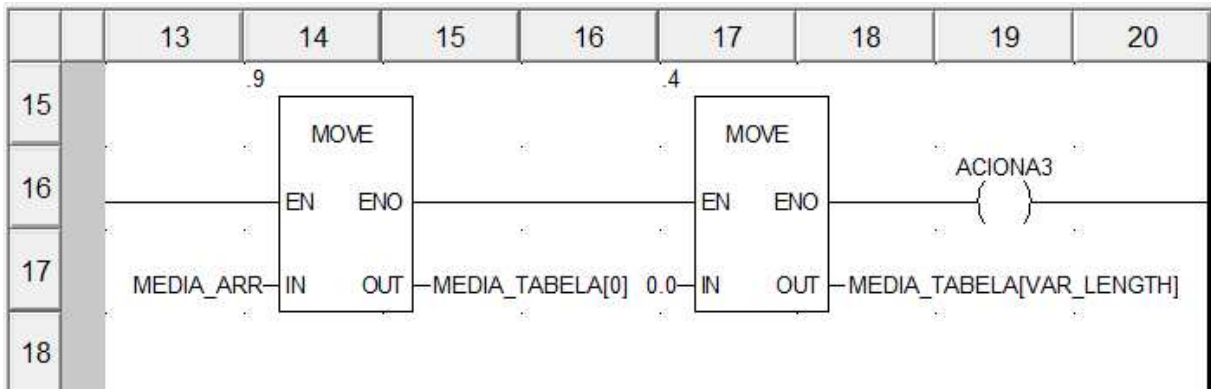 13 14 15 16 17 18 19 20
.9 .4
15
MOVE MOVE
ACIONA3
16
EN ENO EN ENO
( )
17
MEDIA_ARR IN OUT MEDIA_TABELA[0] 0.0 IN OUT MEDIA_TABELA[VAR_LENGTH]
18